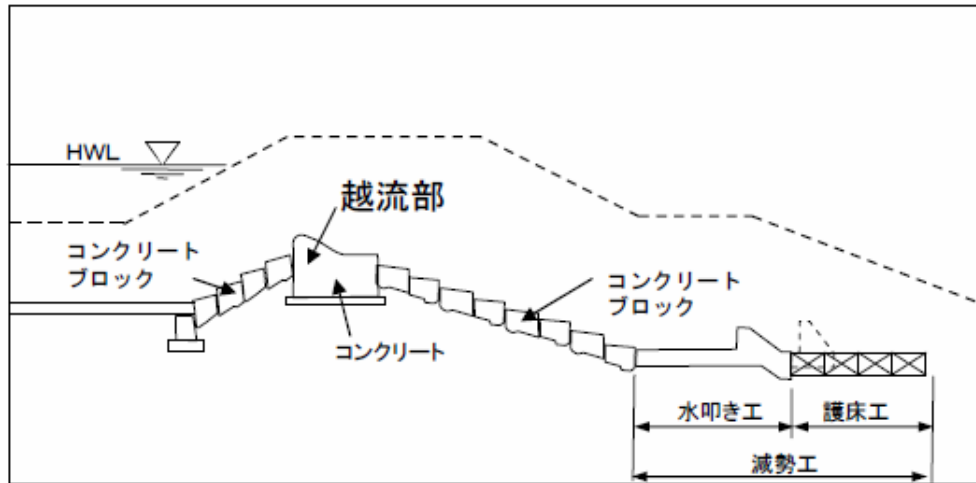 HWL
越流部
コンクリート
ブロック
コンクリート
ブロック
コンクリート
水叩き工
護床工
減勢工